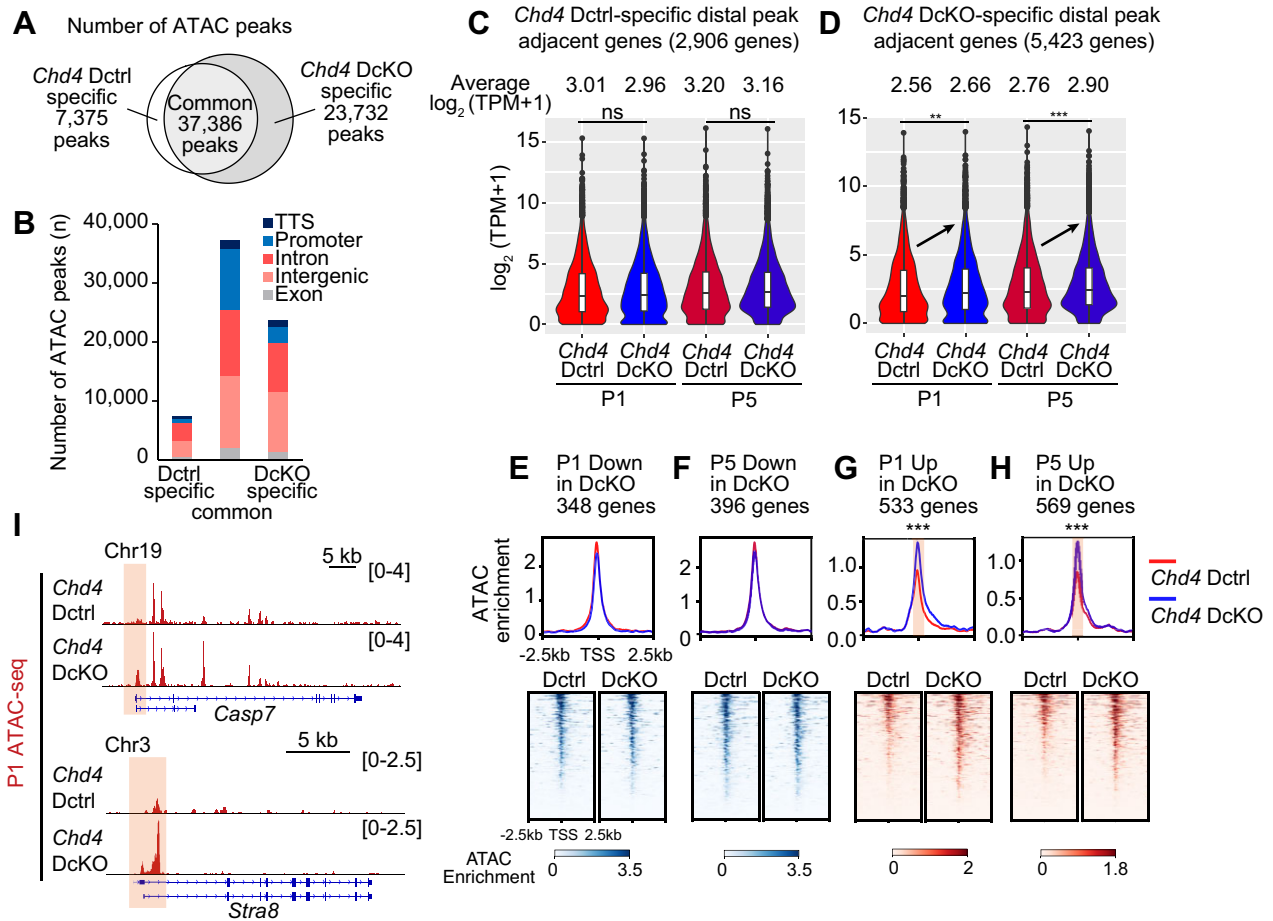 A
Number of ATAC peaks
Chd4 Dctrl
specific
7,375
peaks
Common
37,386
peaks
Chd4 DcKO
specific
23,732
peaks
B
Number of ATAC peaks (n)
40,000
30,000
20,000
10,000
0
TTS
Promoter
Intron
Intergenic
Exon
Dctrl
specific
common
DcKO
specific
C
Chd4 Dctrl-specific distal peak
adjacent genes (2,906 genes)
Average
log2 (TPM+1)
3.01 2.96 3.20 3.16
ns ns
log2 (TPM+1)
15
10
5
0
Chd4 Dctrl
Chd4 DcKO
Chd4 Dctrl
Chd4 DcKO
P1 P5
D
Chd4 DcKO-specific distal peak
adjacent genes (5,423 genes)
2.56 2.66 2.76 2.90
** ***
15
10
5
0
Chd4 Dctrl
Chd4 DcKO
Chd4 Dctrl
Chd4 DcKO
P1 P5
E
P1 Down
in DcKO
348 genes
ATAC
enrichment
2
1
0
-2.5kb TSS 2.5kb
Dctrl DcKO
-2.5kb TSS 2.5kb
ATAC
Enrichment
0 3.5
F
P5 Down
in DcKO
396 genes
2
1
0
Dctrl DcKO
0 3.5
G
P1 Up
in DcKO
533 genes
***
1.0
0.5
0.0
Dctrl DcKO
0 2
H
P5 Up
in DcKO
569 genes
***
1.0
0.5
0.0
Dctrl DcKO
0 1.8
Chd4 Dctrl
Chd4 DcKO
I
P1 ATAC-seq
Chr19
5 kb
[0-4]
Chd4
Dctrl
[0-4]
Chd4
DcKO
Casp7
Chr3
5 kb
[0-2.5]
Chd4
Dctrl
[0-2.5]
Chd4
DcKO
Stra8